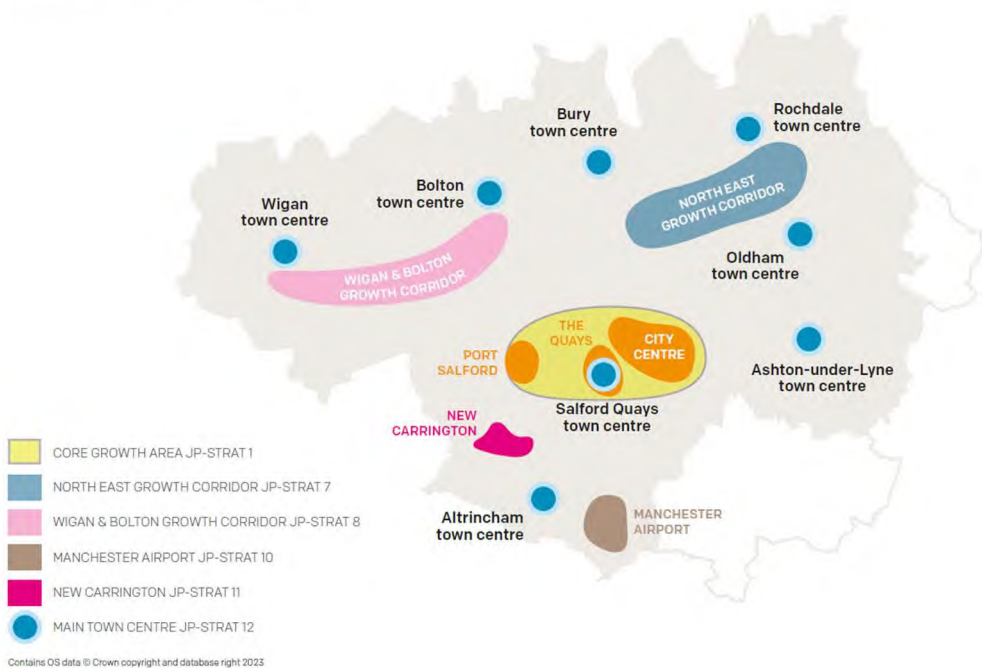 Bury
town centre
Rochdale
town centre
Bolton
town centre
NORTH EAST
GROWTH CORRIDOR
Wigan
town centre
Oldham
town centre
WIGAN & BOLTON
GROWTH CORRIDOR
THE
QUAYS
CITY
CENTRE
PORT
SALFORD
Ashton-under-Lyne
town centre
Salford Quays
town centre
NEW
CARRINGTON
Altrincham
town centre
MANCHESTER
AIRPORT
CORE GROWTH AREA JP-STRAT 1
NORTH EAST GROWTH CORRIDOR JP-STRAT 7
WIGAN & BOLTON GROWTH CORRIDOR JP-STRAT 8
MANCHESTER AIRPORT JP-STRAT 10
NEW CARRINGTON JP-STRAT 11
MAIN TOWN CENTRE JP-STRAT 12
Contains OS data © Crown copyright and database right 2023